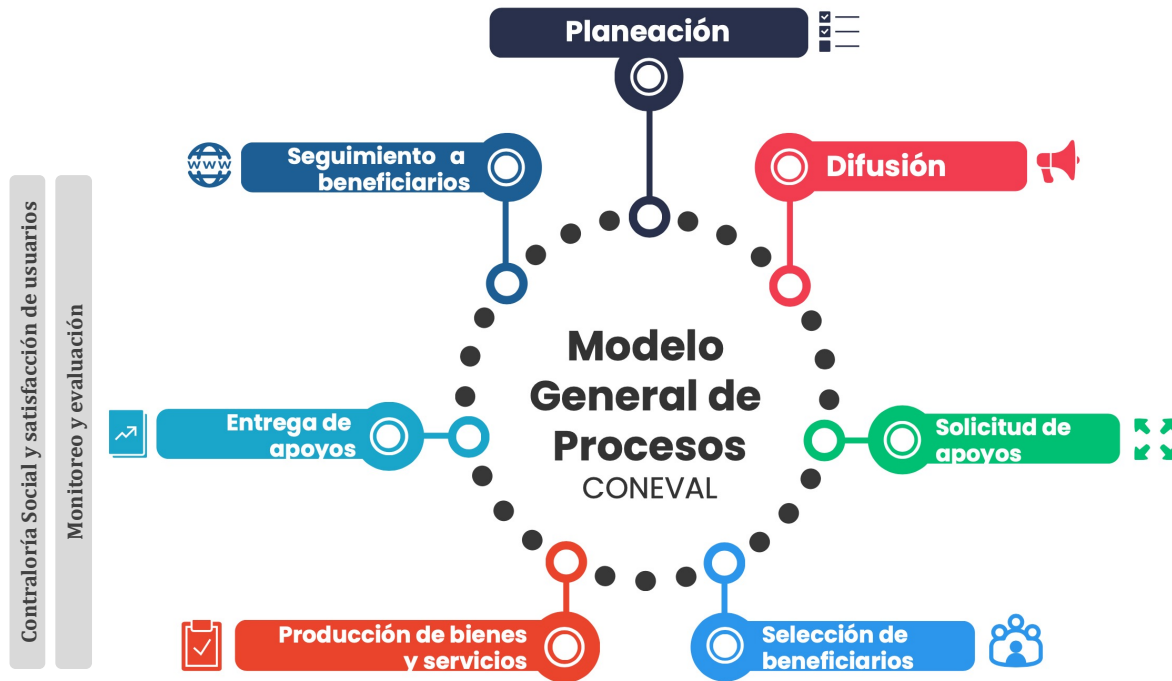 Planeación
Difusión
Solicitud de
apoyos
Selección de
beneficiarios
Producción de bienes
y servicios
Entrega de
apoyos
Seguimiento a
beneficiarios
www
Modelo
General de
Procesos
CONEVAL
Contraloría Social y satisfacción de usuarios
Monitoreo y evaluación